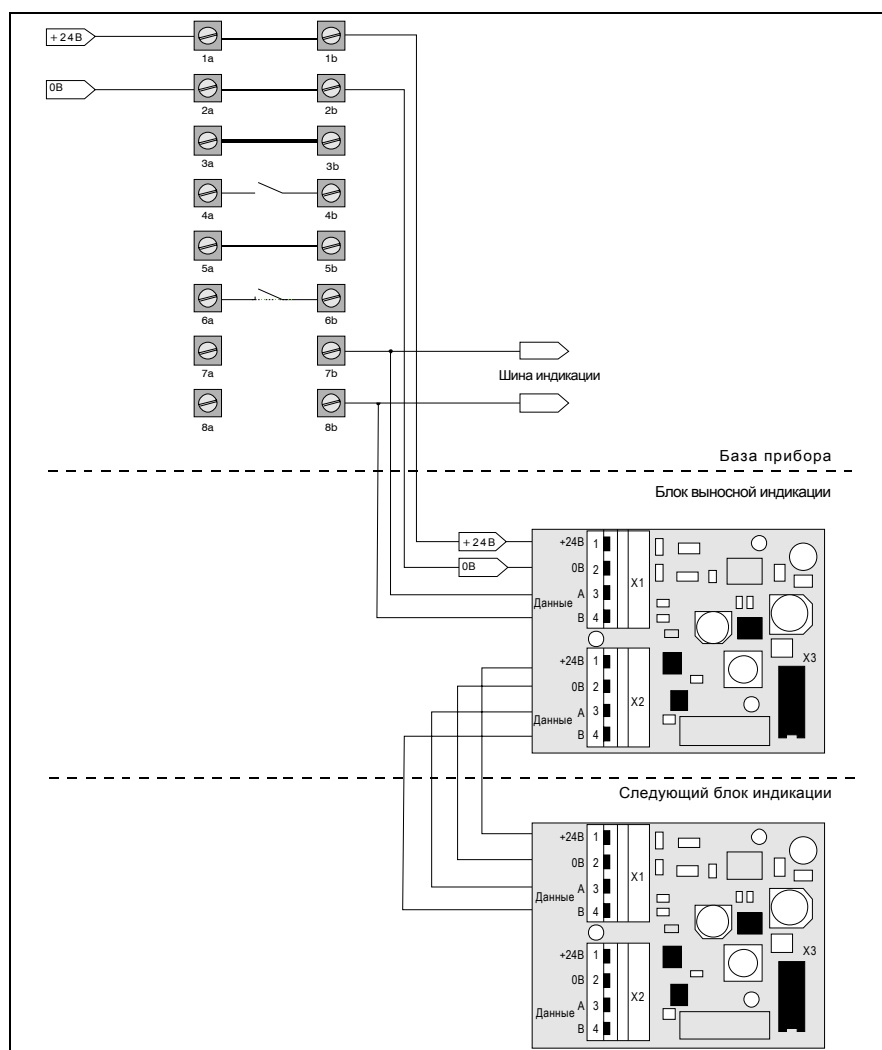 +24В
1a 1b
0В
2a 2b
3a 3b
4a 4b
5a 5b
6a 6b
7a 7b
Шина индикации
8a 8b
База прибора
Блок выносной индикации
+24В +24В 1
0В 0В 2 X1
Данные А 3
В 4
+24В 1 X3
0В 2 X2
Данные А 3
В 4
Следующий блок индикации
+24В 1
0В 2 X1
Данные А 3
В 4
+24В 1 X3
0В 2 X2
Данные А 3
В 4